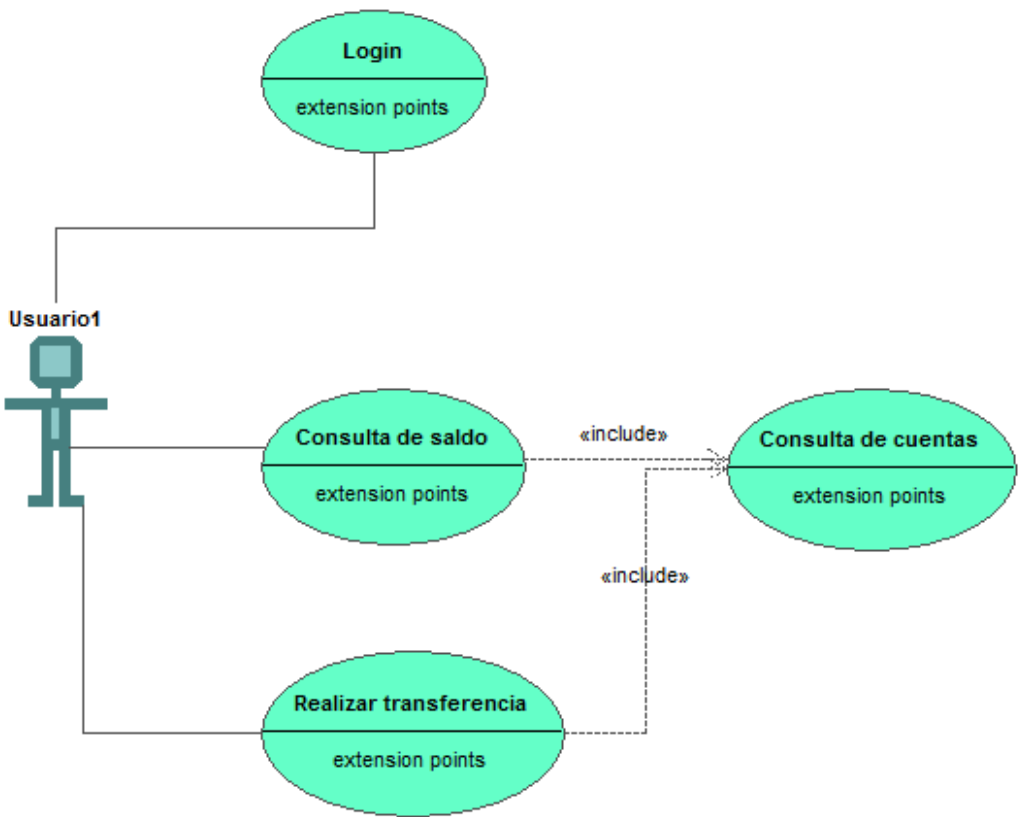 Login
extension points
Usuario1
Consulta de saldo
extension points
«include»
Consulta de cuentas
extension points
«include»
Realizar transferencia
extension points